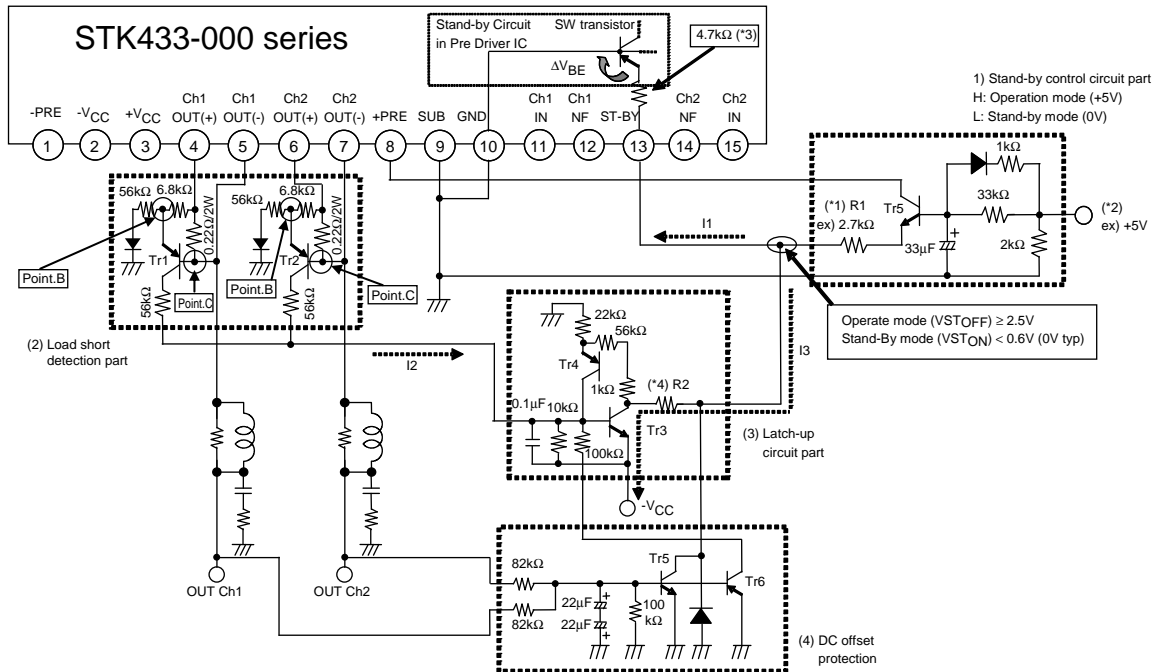 STK433-000 series
Stand-by Circuit
in Pre Driver IC
SW transistor
ΔVBE
4.7kΩ (*3)
1) Stand-by control circuit part
H: Operation mode (+5V)
L: Stand-by mode (0V)
-PRE
-VCC
+VCC
Ch1
OUT(+)
Ch1
OUT(-)
Ch2
OUT(+)
Ch2
OUT(-)
+PRE
SUB
GND
Ch1
IN
Ch1
NF
ST-BY
Ch2
NF
Ch2
IN
1
2
3
4
5
6
7
8
9
10
11
12
13
14
15
56kΩ
6.8kΩ
0.22Ω/2W
Tr1
56kΩ
Point.B
Point.C
56kΩ
6.8kΩ
0.22Ω/2W
Tr2
56kΩ
Point.B
Point.C
(2) Load short
detection part
I1
I2
I3
(*1) R1
ex) 2.7kΩ
Tr5
1kΩ
33kΩ
33μF
+
2kΩ
(*2)
ex) +5V
Operate mode (VSTOFF) ≥ 2.5V
Stand-By mode (VSTON) < 0.6V (0V typ)
22kΩ
56kΩ
Tr4
1kΩ
(*4) R2
0.1μF
10kΩ
Tr3
100kΩ
-VCC
(3) Latch-up
circuit part
OUT Ch1
OUT Ch2
82kΩ
82kΩ
22μF
+
22μF
+
100
kΩ
Tr5
Tr6
(4) DC offset
protection